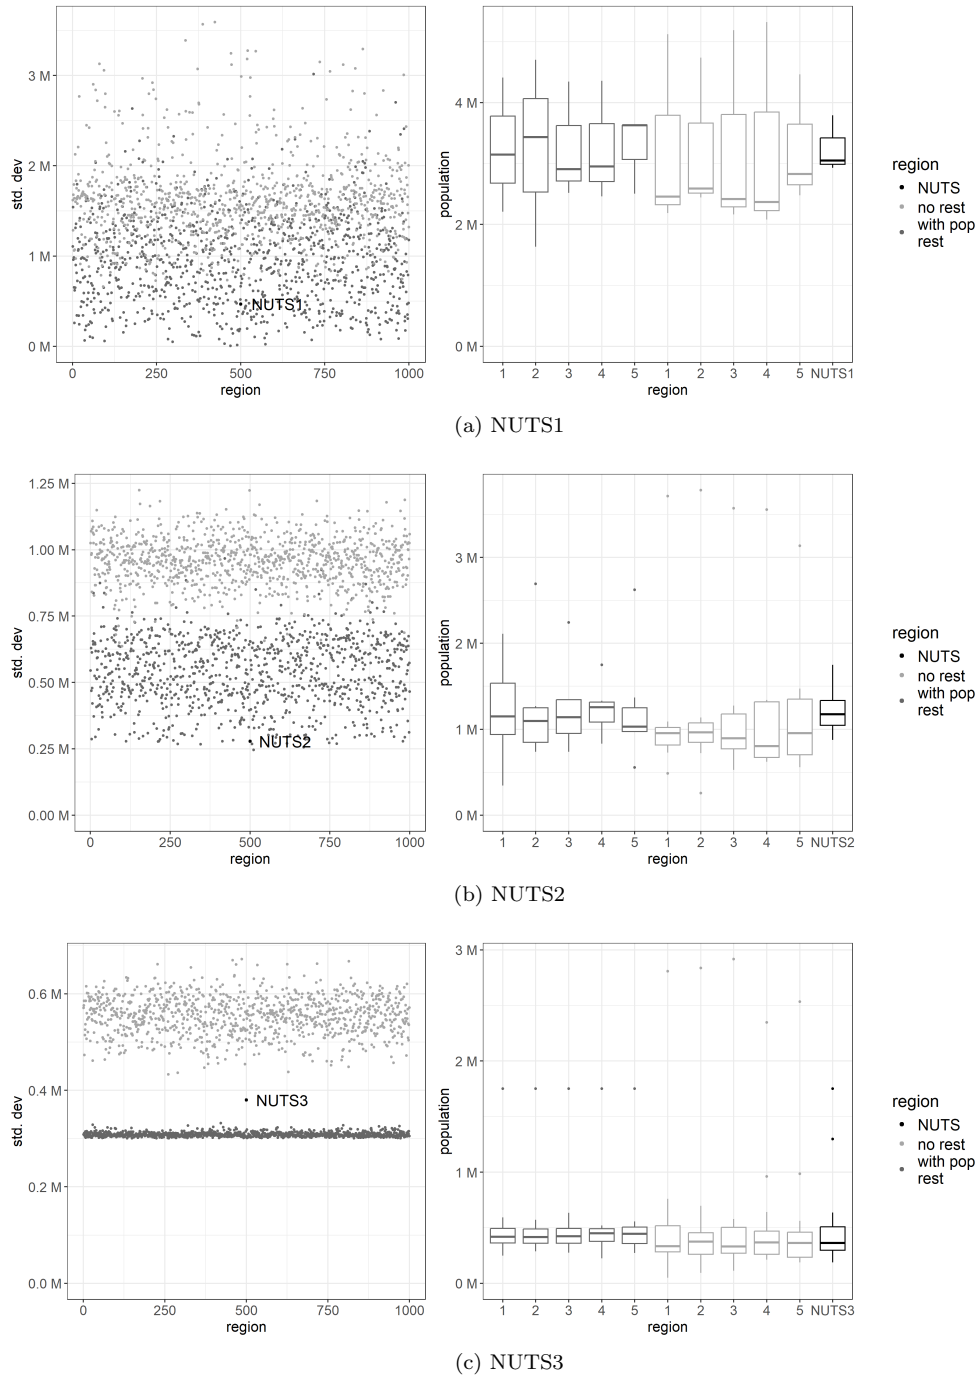 3 M
2 M
1 M
0 M
std. dev
NUTS1
0 250 500 750 1000
region
4 M
2 M
0 M
population
1 2 3 4 5 1 2 3 4 5 NUTS1
region
region
NUTS
no rest
with pop
rest
(a) NUTS1
1.25 M
1.00 M
0.75 M
0.50 M
0.25 M
0.00 M
std. dev
NUTS2
0 250 500 750 1000
region
3 M
2 M
1 M
0 M
population
1 2 3 4 5 1 2 3 4 5 NUTS2
region
region
NUTS
no rest
with pop
rest
(b) NUTS2
0.6 M
0.4 M
0.2 M
0.0 M
std. dev
NUTS3
0 250 500 750 1000
region
3 M
2 M
1 M
0 M
population
1 2 3 4 5 1 2 3 4 5 NUTS3
region
region
NUTS
no rest
with pop
rest
(c) NUTS3